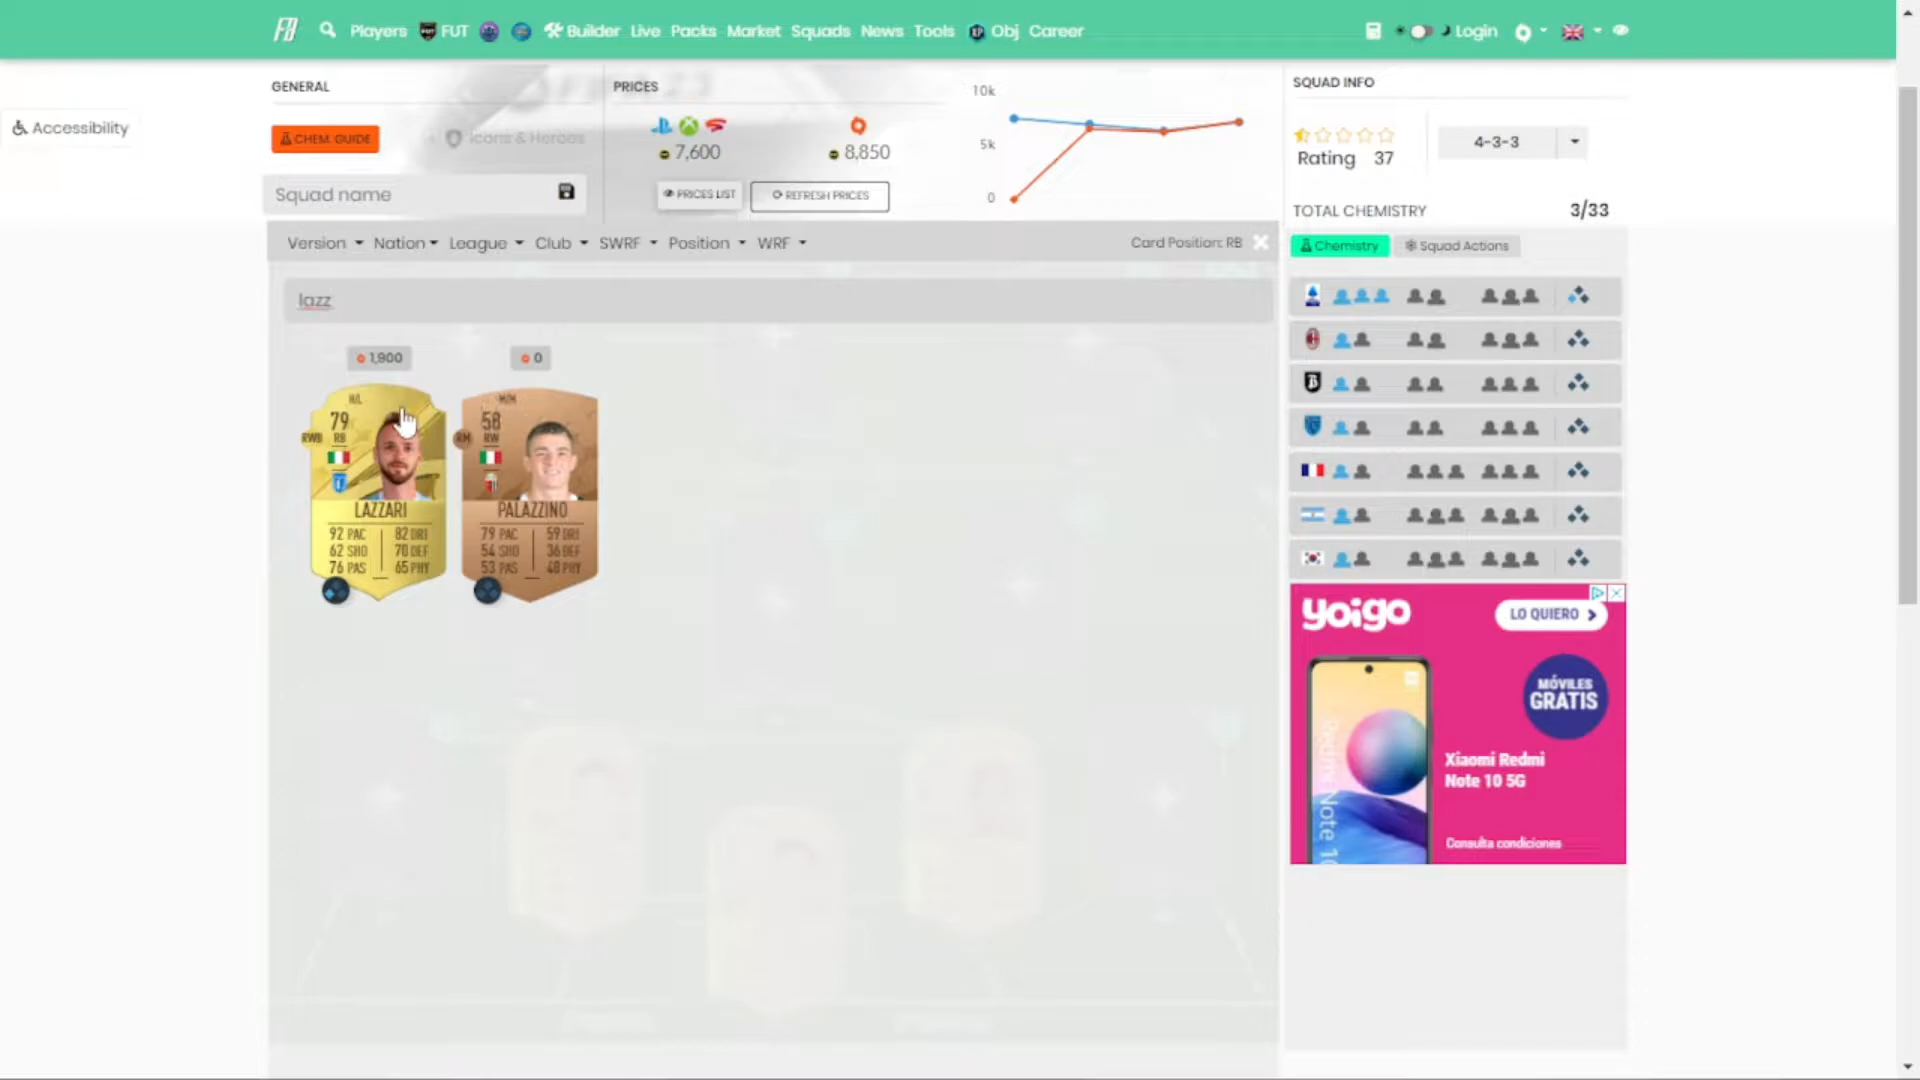 Players FUT Builder Live Packs Market Squads News Tools Obj Career Login
Accessibility
GENERAL
CHEM. GUIDE
Icons & Heroes
Squad name
PRICES
7,600
8,850
PRICES LIST
REFRESH PRICES
10k
5k
0
SQUAD INFO
Rating 37
4-3-3
TOTAL CHEMISTRY 3/33
Chemistry
Squad Actions
Version Nation League Club SWRF Position WRF
Card Position: RB
lazz
1,900
0
H/L
79
RWB RB
LAZZARI
92 PAC 82 DRI
62 SHO 70 DEF
76 PAS 65 PHY
M/M
58
RM RW
PALAZZINO
79 PAC 59 DRI
54 SHO 36 DEF
53 PAS 48 PHY
yoigo
LO QUIERO
MÓVILES
GRATIS
Xiaomi Redmi
Note 10 5G
Consulta condiciones